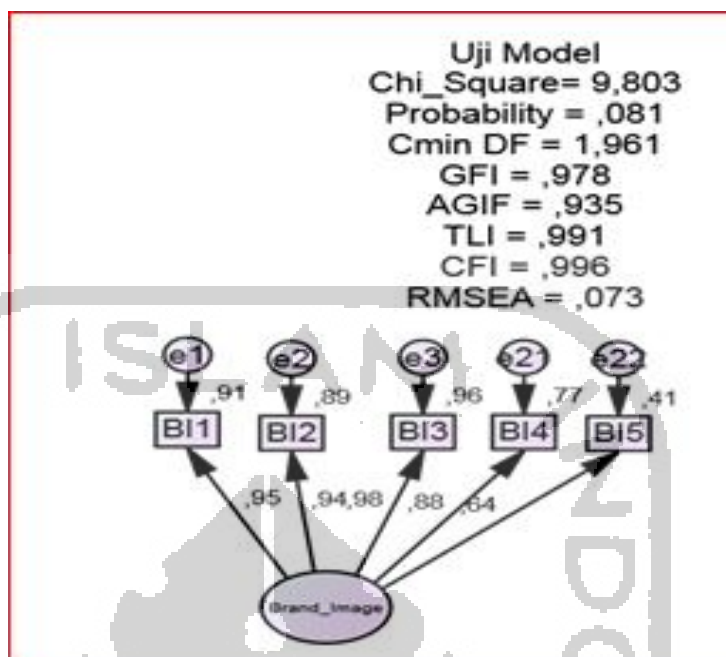 Uji Model
Chi_Square= 9,803
Probability = ,081
Cmin DF = 1,961
GFI = ,978
AGIF = ,935
TLI = ,991
CFI = ,996
RMSEA = ,073
ISLAM
e1 e2 e3 e21 e22
,91 ,89 ,96 ,77 ,41
BI1 BI2 BI3 BI4 BI5
,95 ,94 ,98 ,88 ,64
INDO
Brand_Image